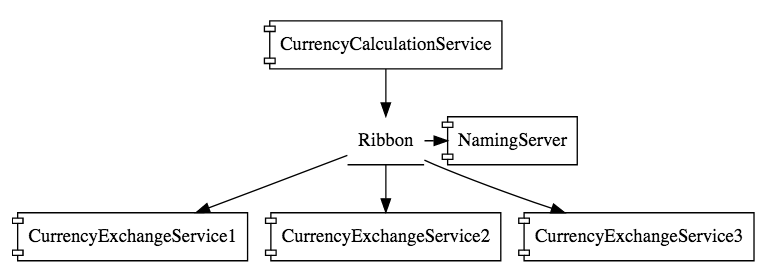 CurrencyCalculationService
Ribbon
NamingServer
CurrencyExchangeService1
CurrencyExchangeService2
CurrencyExchangeService3